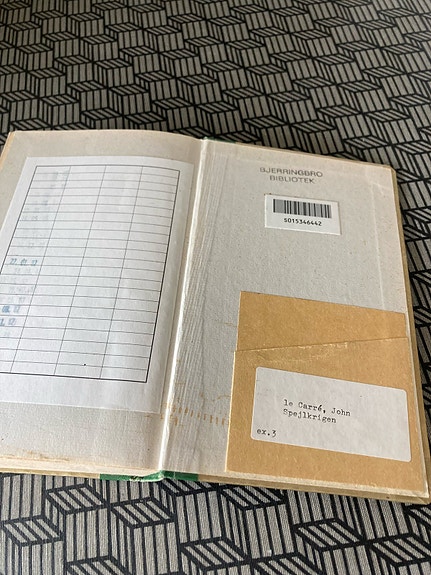 BJERRINGBRO
BIBLIOTEK
5015346442
le Carré, John
Spejlkrigen
ex.3